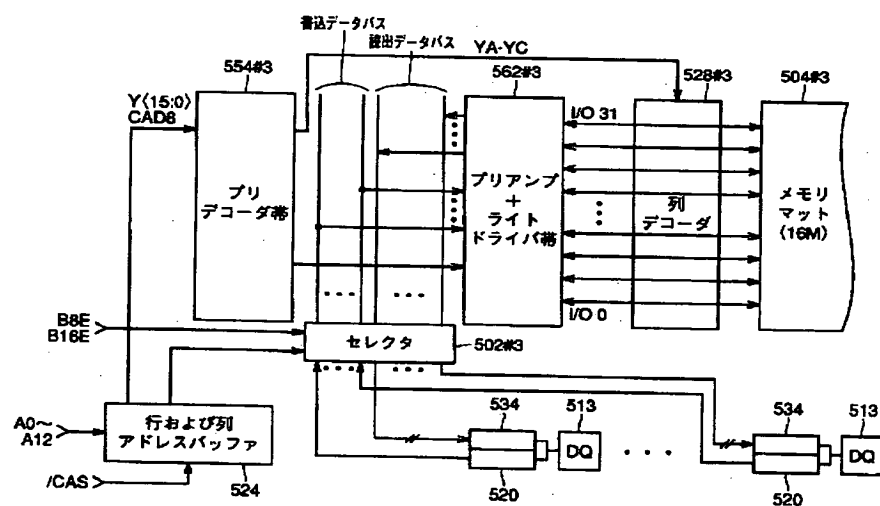 書込データバス
読出データバス
YA-YC
554#3
562#3
528#3
504#3
Y⟨15:0⟩
CAD8
I/O 31
プリ
デコーダ帯
プリアンプ
+
ライト
ドライバ帯
列
デコーダ
メモリ
マット
(16M)
I/O 0
B8E
B16E
セレクタ
502#3
A0～
A12
行および列
アドレスバッファ
/CAS
524
534
513
DQ
520
534
513
DQ
520